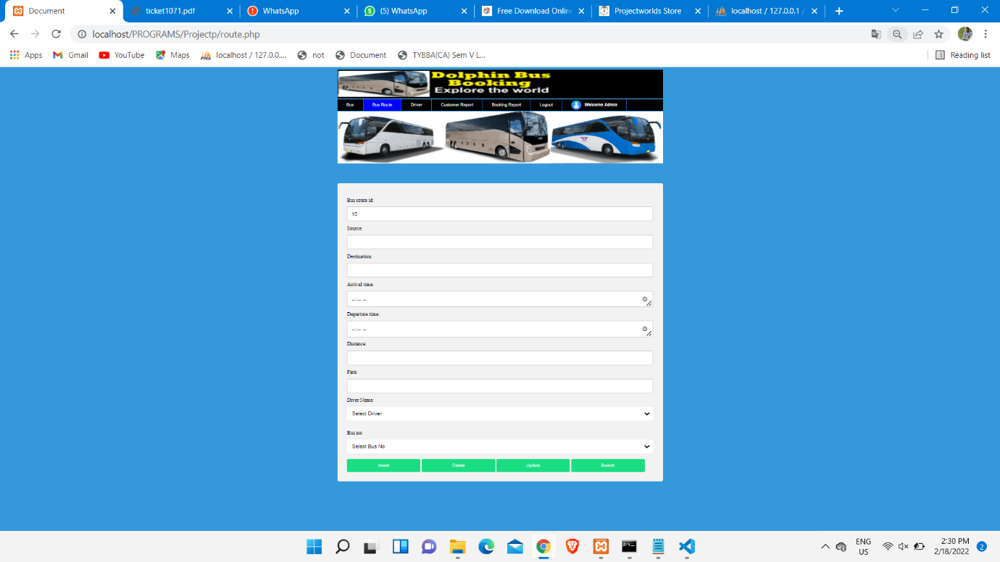 Document
ticket1071.pdf
WhatsApp
5
(5) WhatsApp
Free Download Onlin
Projectworlds Store
localhost / 127.0.0.1 /
localhost/PROGRAMS/Projectp/route.php
Apps
Gmail
YouTube
Maps
PMA
localhost / 127.0.0....
not
Document
TYBBA(CA) Sem V L...
Reading list
Dolphin Bus
Booking
Explore the world
Bus
Bus Route
Driver
Customer Report
Booking Report
Logout
Welcome Admin
Bus route id:
10
Source:
Destination:
Arrival time:
--:-- --
Departure time:
--:-- --
Distance:
Fare:
Diver Name:
Select Driver
Bus no:
Select Bus No
Insert
Delete
Update
Search
ENG
US
2:30 PM
2/18/2022
2